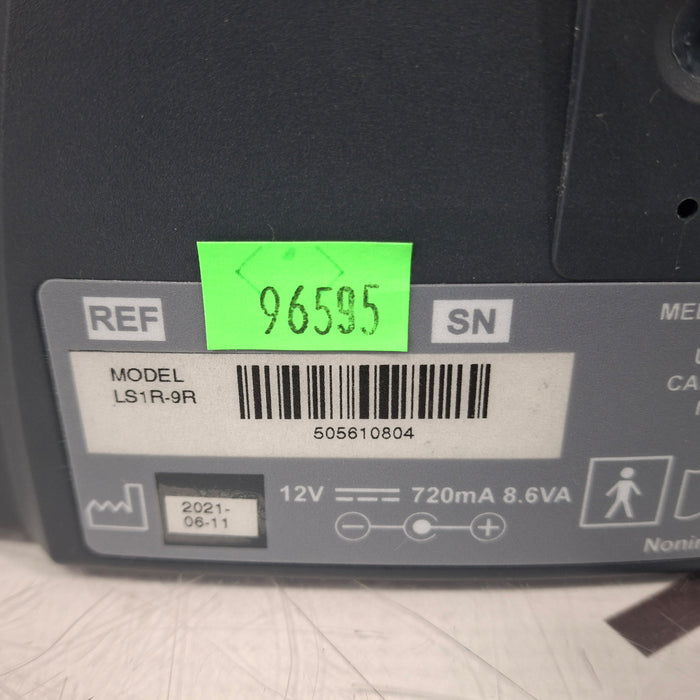 96595
REF
SN
MODEL
LS1R-9R
505610804
2021-
06-11
12V 720mA 8.6VA